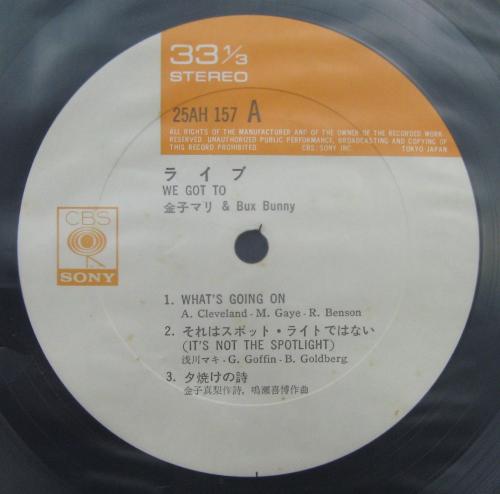 33 1/3
STEREO
25AH 157 A
ALL RIGHTS OF THE MANUFACTURER AND OF THE OWNER OF THE RECORDED WORK
RESERVED. UNAUTHORIZED PUBLIC PERFORMANCE, BROADCASTING AND COPYING OF
THIS RECORD PROHIBITED. CBS/SONY INC. TOKYO JAPAN
ライブ
WE GOT TO
金子マリ & Bux Bunny
CBS
SONY
1. WHAT'S GOING ON
A. Cleveland - M. Gaye - R. Benson
2. それはスポット・ライトではない
(IT'S NOT THE SPOTLIGHT)
浅川マキ - G. Goffin - B. Goldberg
3. 夕焼けの詩
金子真梨作詩, 鳴瀬喜博作曲